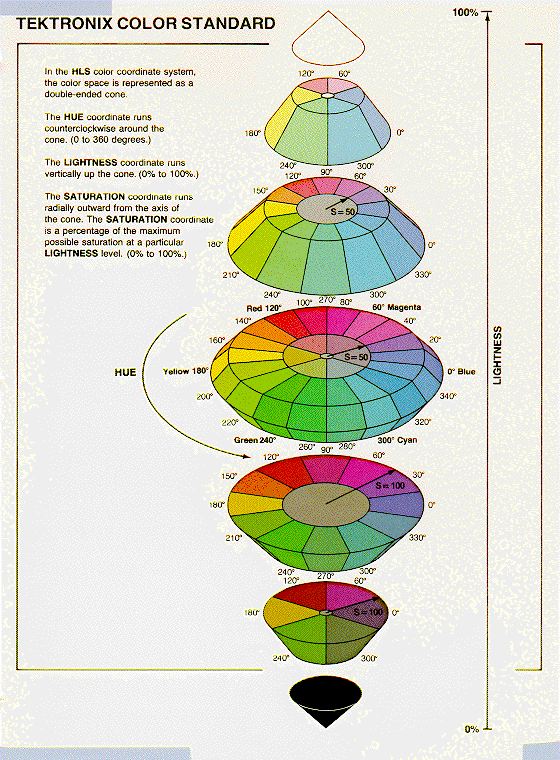 TEKTRONIX COLOR STANDARD
100%
In the HLS color coordinate system,
the color space is represented as a
double-ended cone.
The HUE coordinate runs
counterclockwise around the
cone. (0 to 360 degrees.)
The LIGHTNESS coordinate runs
vertically up the cone. (0% to 100%.)
The SATURATION coordinate runs
radially outward from the axis of
the cone. The SATURATION coordinate
is a percentage of the maximum
possible saturation at a particular
LIGHTNESS level. (0% to 100%.)
120° 60°
180° 0°
240° 300°
120° 90° 60°
150° 30°
S=50
180° 0°
210° 330°
240° 270° 300°
Red 120° 100° 80° 60° Magenta
140° 40°
160° 20°
S=50
HUE
Yellow 180° 0° Blue
200° 340°
220° 320°
Green 240° 260° 280° 300° Cyan
LIGHTNESS
120° 90° 60°
150° 30°
S=100
180° 0°
210° 330°
240° 270° 300°
120° 60°
S=100
180° 0°
240° 300°
0%